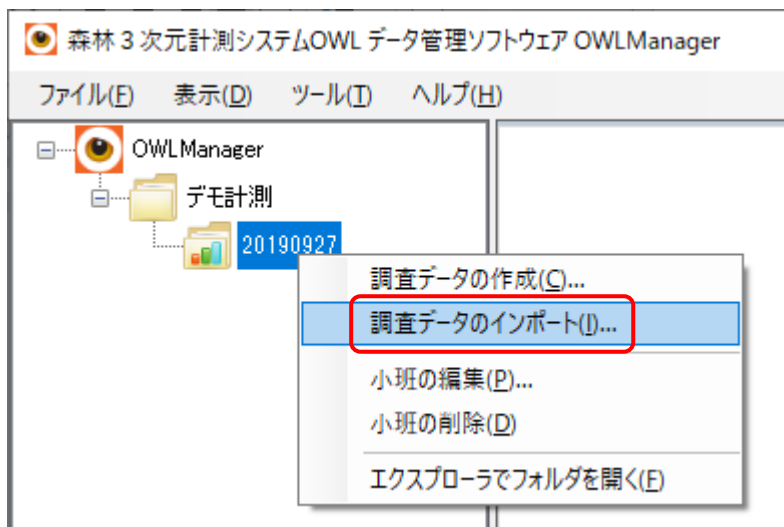 森林３次元計測システムOWL データ管理ソフトウェア OWLManager
ファイル(F) 表示(D) ツール(T) ヘルプ(H)
OWLManager
デモ計測
20190927
調査データの作成(C)...
調査データのインポート(I)...
小班の編集(P)...
小班の削除(D)
エクスプローラでフォルダを開く(F)